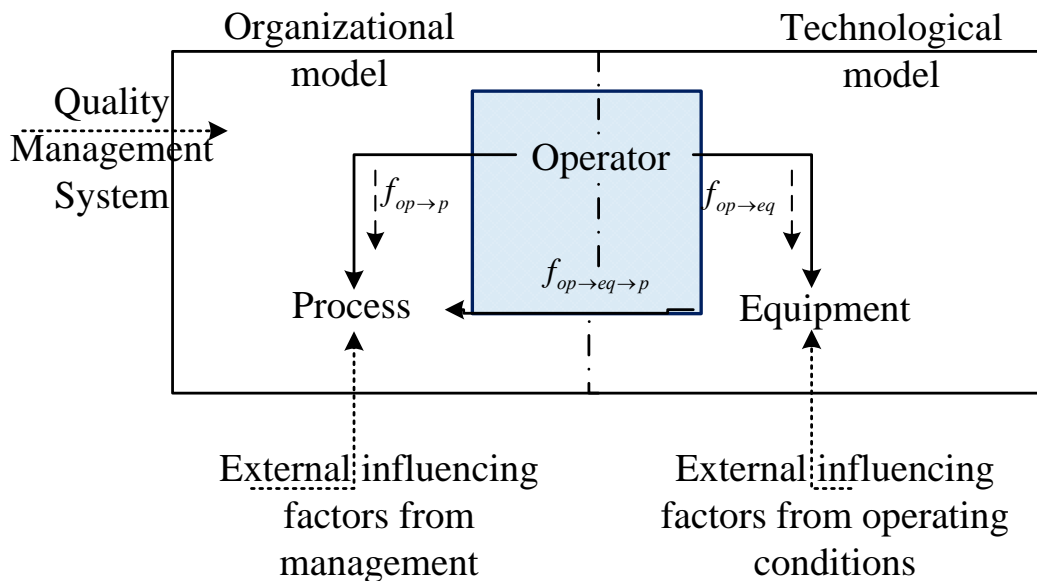 Organizational
model
Technological
model
Quality
Management
System
Operator
f_{op→p}
f_{op→eq}
f_{op→eq→p}
Process
Equipment
External influencing
factors from
management
External influencing
factors from operating
conditions